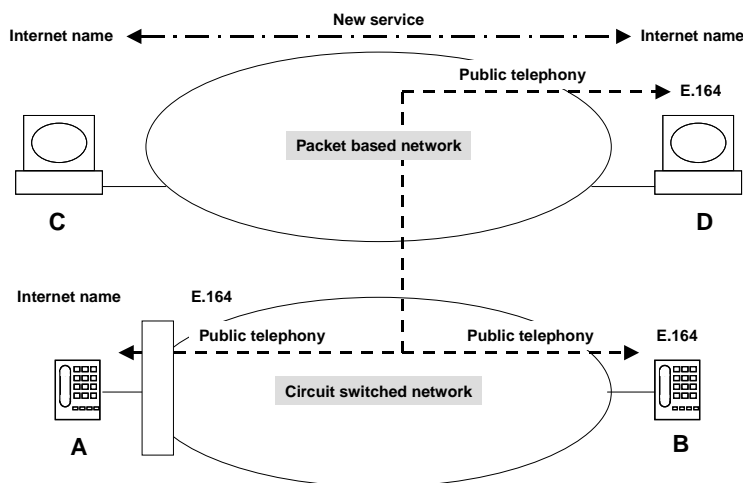 New service
Internet name
Internet name
Public telephony
E.164
Packet based network
C
D
Internet name
E.164
Public telephony
Public telephony
E.164
Circuit switched network
A
B